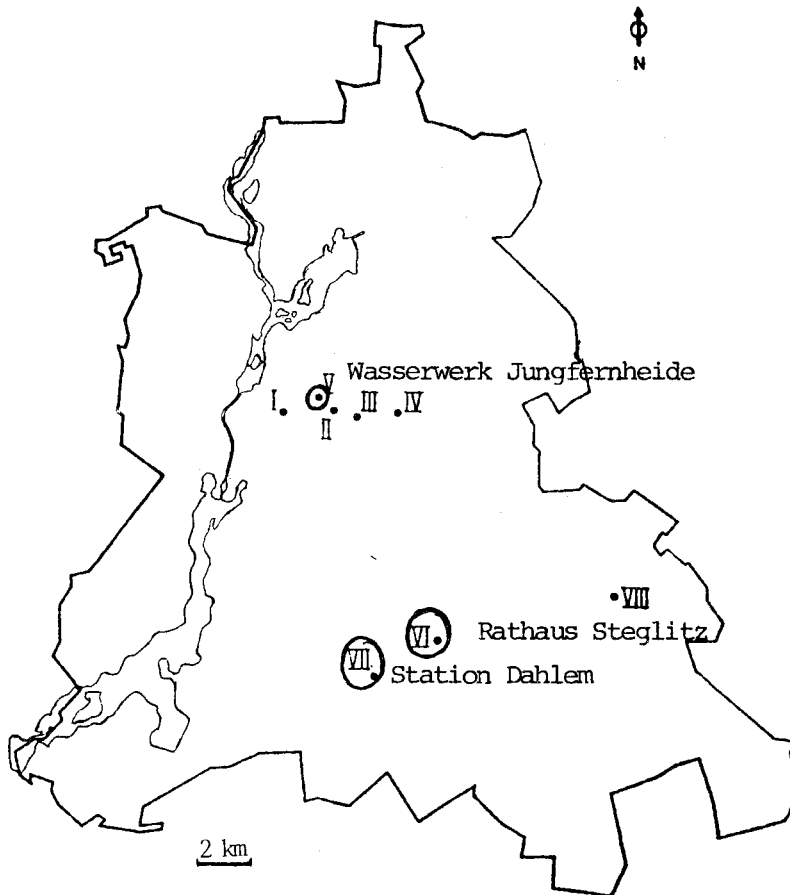 N
V Wasserwerk Jungfernheide
I III IV
II
VIII
VI Rathaus Steglitz
VII
Station Dahlem
2 km